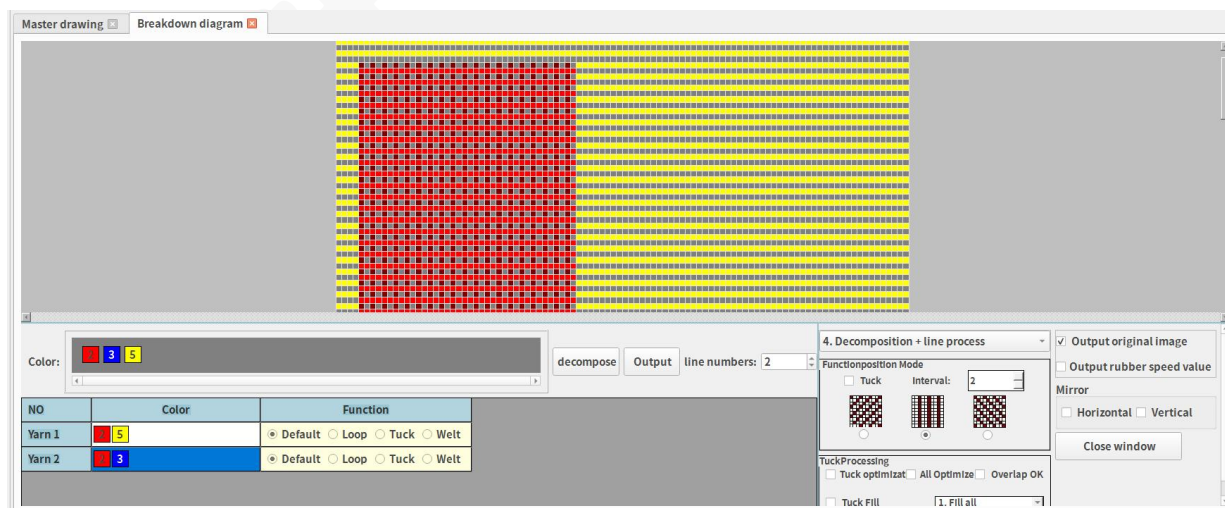 Master drawing Breakdown diagram
Color: 2 3 5 decompose Output line numbers: 2
NO Color Function
Yarn 1 2 5 Default Loop Tuck Welt
Yarn 2 2 3 Default Loop Tuck Welt
4. Decomposition + line process
Functionposition Mode
Tuck Interval: 2
TuckProcessing
Tuck optimizat All Optimize Overlap OK
Tuck Fill 1. Fill all
Output original image
Output rubber speed value
Mirror
Horizontal Vertical
Close window